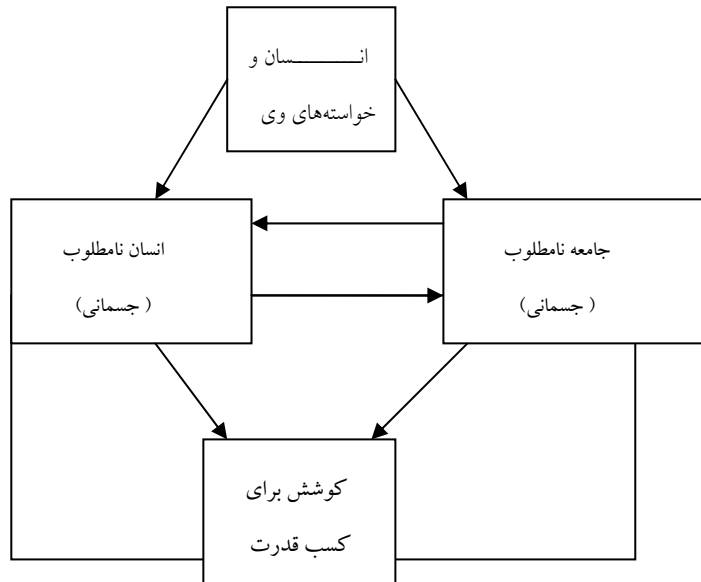 انسان و
خواسته‌های وی
جامعه نامطلوب
( جسمانی)
انسان نامطلوب
( جسمانی)
کوشش برای
کسب قدرت